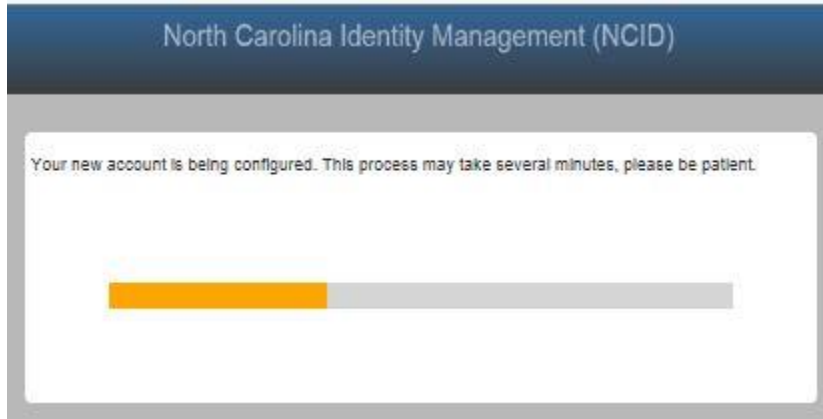 North Carolina Identity Management (NCID)
Your new account is being configured. This process may take several minutes, please be patient.